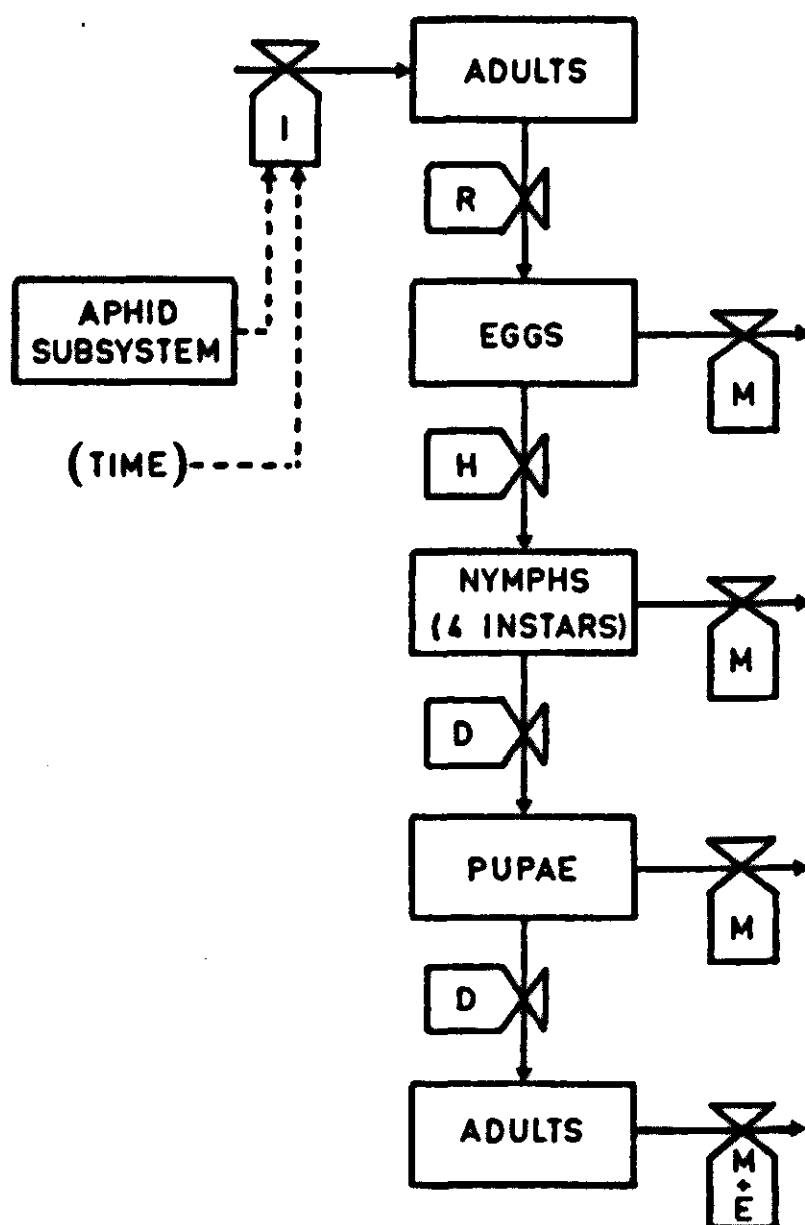 ADULTS
I
R
APHID
SUBSYSTEM
EGGS
M
(TIME)
H
NYMPHS
(4 INSTARS)
M
D
PUPAE
M
D
ADULTS
M
+
E